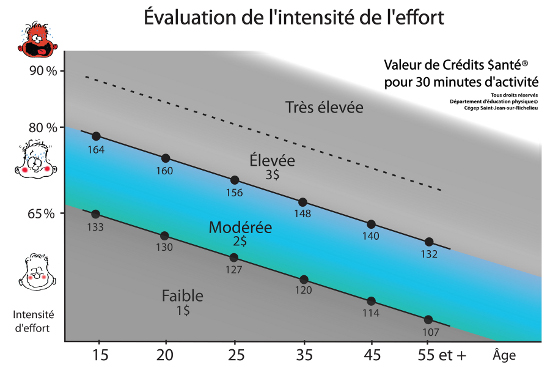 Évaluation de l'intensité de l'effort
Valeur de Crédits $anté®
pour 30 minutes d'activité
Tous droits réservés
Département d'éducation physique©
Cégep Saint-Jean-sur-Richelieu
90 %
Très élevée
80 %
164
160
Élevée
3$
156
148
140
132
65 %
133
130
Modérée
2$
127
120
114
107
Faible
1$
Intensité
d'effort
15 20 25 35 45 55 et + Âge